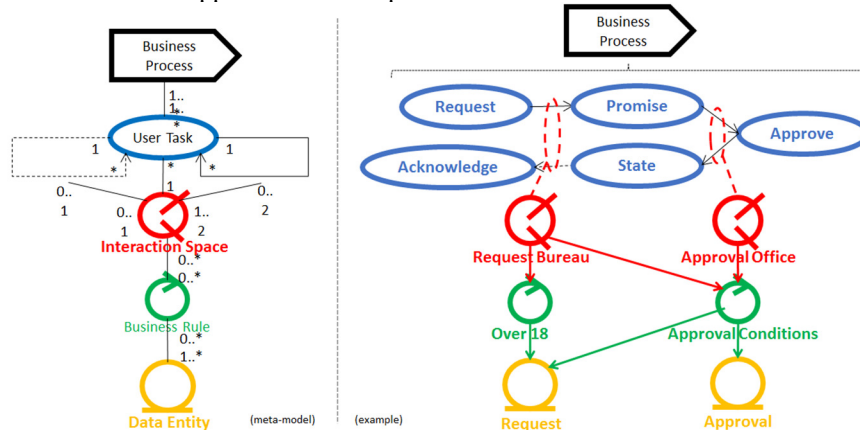 Business
Process
1..
1..
*
*
User Task
1
1
*
*
*
1
0..
1
0..
2
0..
1
1..
2
Interaction Space
0..*
0..*
Business Rule
0..*
1..*
Data Entity
(meta-model)
(example)
Business
Process
Request
Promise
Approve
Acknowledge
State
Request Bureau
Approval Office
Over 18
Approval Conditions
Request
Approval